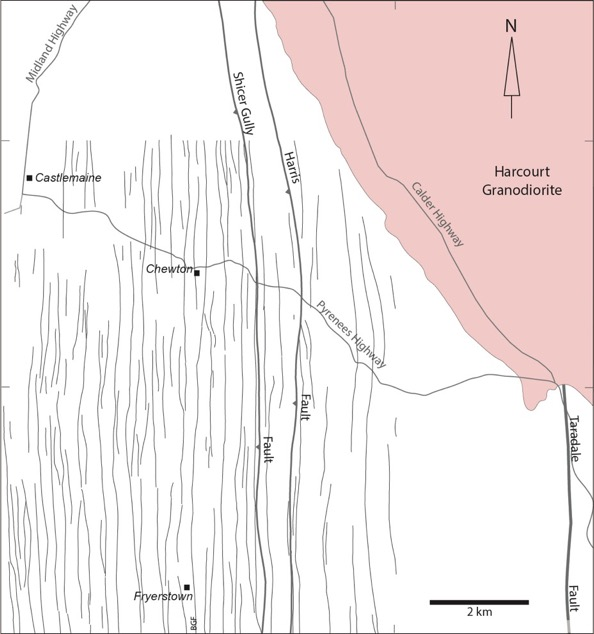 Midland Highway
N
Shicer Gully
Harris
Castlemaine
Harcourt
Granodiorite
Calder Highway
Chewton
Pyrenees Highway
Fault
Fault
Taradale
Fault
Fryerstown
BGF
2 km